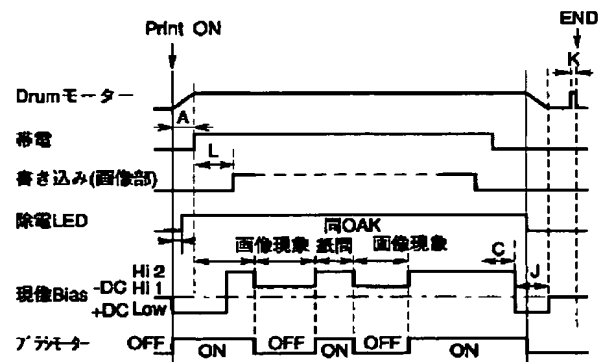 END
Print ON
K
Drumモーター
A
帯電
L
書き込み(画像部)
除電LED
同OAK
画像現象 紙間 画像現象
C
Hi 2
J
-DC Hi 1
現像Bias
+DC Low
ブラシモーター OFF ON OFF ON OFF ON